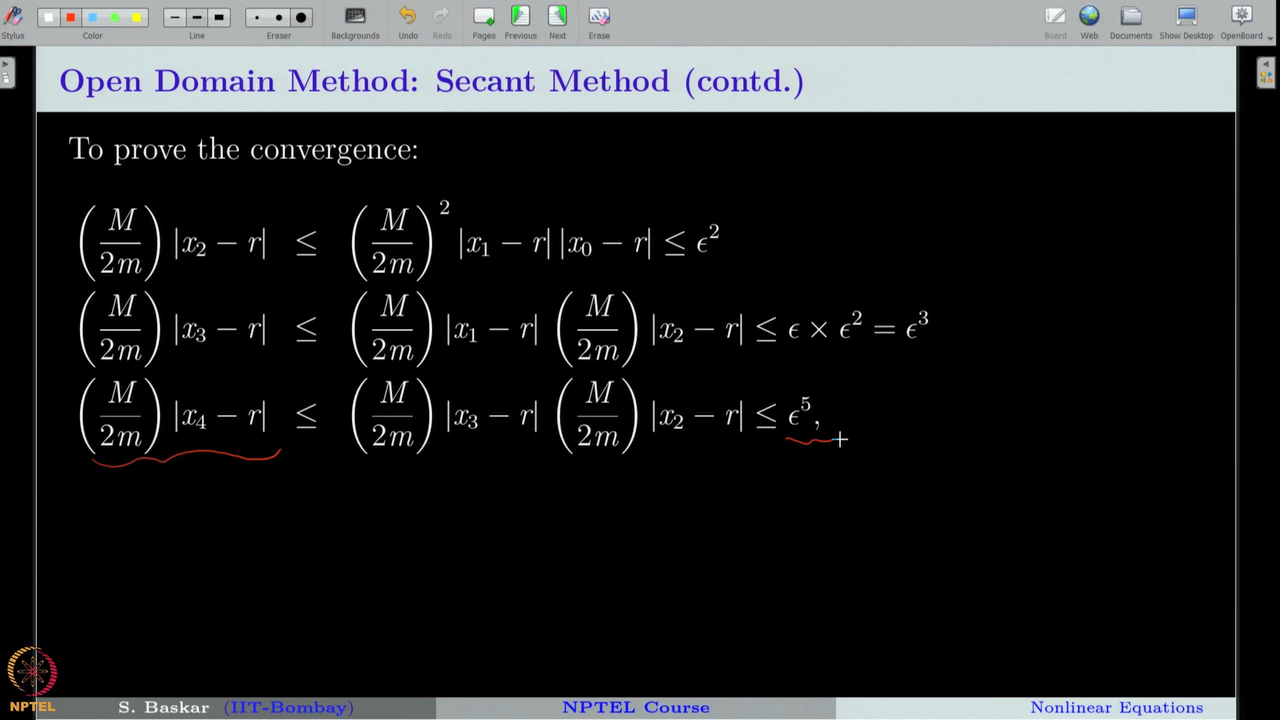 Stylus Color Line Eraser Backgrounds Undo Redo Pages Previous Next Erase Board Web Documents Show Desktop OpenBoard
Open Domain Method: Secant Method (contd.)
To prove the convergence:
(M/2m) |x₂ − r| ≤ (M/2m)² |x₁ − r| |x₀ − r| ≤ ϵ²
(M/2m) |x₃ − r| ≤ (M/2m) |x₁ − r| (M/2m) |x₂ − r| ≤ ϵ × ϵ² = ϵ³
(M/2m) |x₄ − r| ≤ (M/2m) |x₃ − r| (M/2m) |x₂ − r| ≤ ϵ⁵,
NPTEL
S. Baskar (IIT-Bombay) NPTEL Course Nonlinear Equations